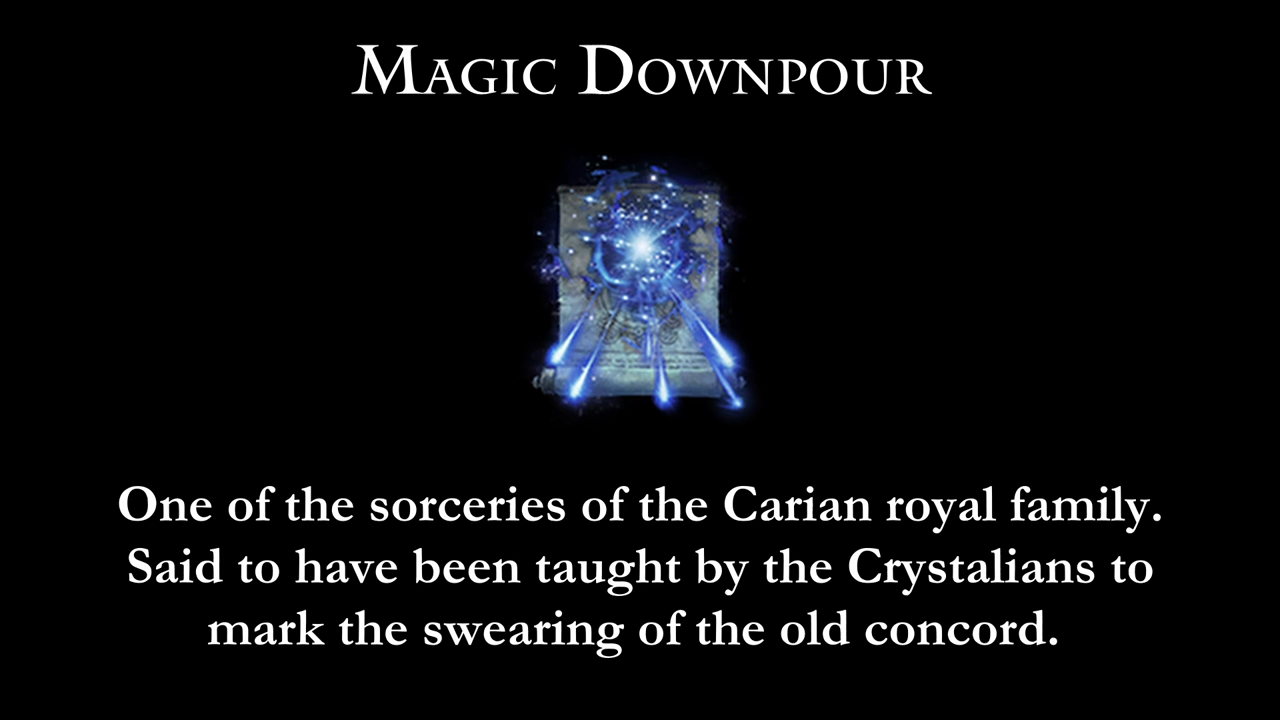 Magic Downpour
One of the sorceries of the Carian royal family.
Said to have been taught by the Crystalians to
mark the swearing of the old concord.